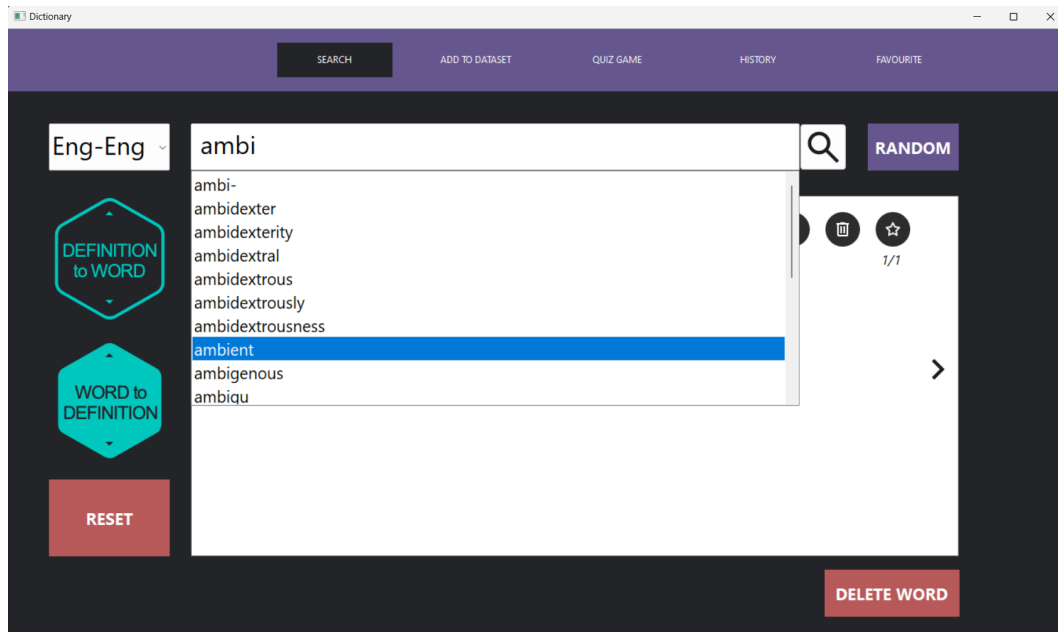 Dictionary
SEARCH
ADD TO DATASET
QUIZ GAME
HISTORY
FAVOURITE
Eng-Eng
ambi
RANDOM
ambi-
ambidexter
ambidexterity
ambidextral
ambidextrous
ambidextrously
ambidextrousness
ambient
ambigenous
ambigu
1/1
DEFINITION
to WORD
WORD to
DEFINITION
RESET
DELETE WORD